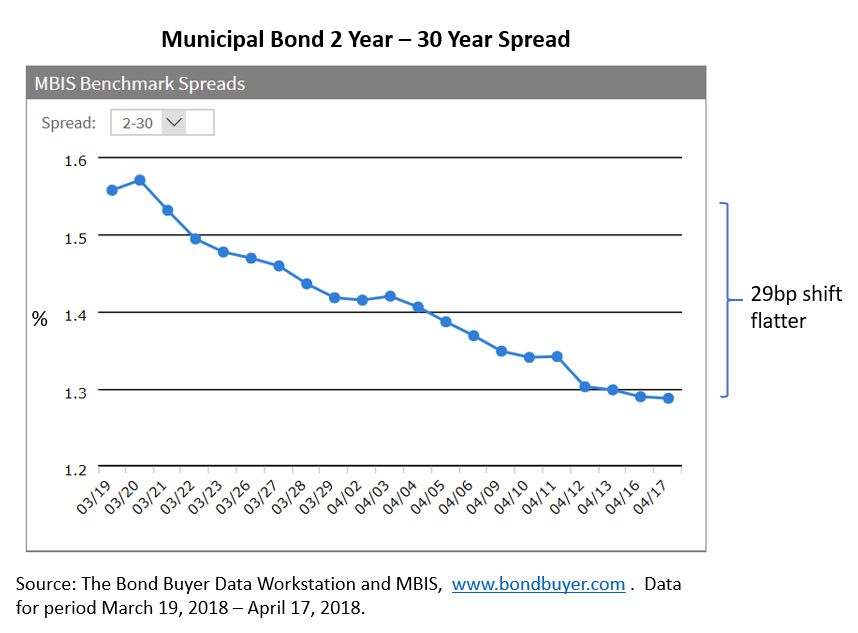 Municipal Bond 2 Year – 30 Year Spread
MBIS Benchmark Spreads
Spread: 2-30
1.6
1.5
1.4
1.3
1.2
%
29bp shift
flatter
03/19 03/20 03/21 03/22 03/23 03/26 03/27 03/28 03/29 04/02 04/03 04/04 04/05 04/06 04/09 04/10 04/11 04/12 04/13 04/16 04/17
Source: The Bond Buyer Data Workstation and MBIS, www.bondbuyer.com . Data
for period March 19, 2018 – April 17, 2018.